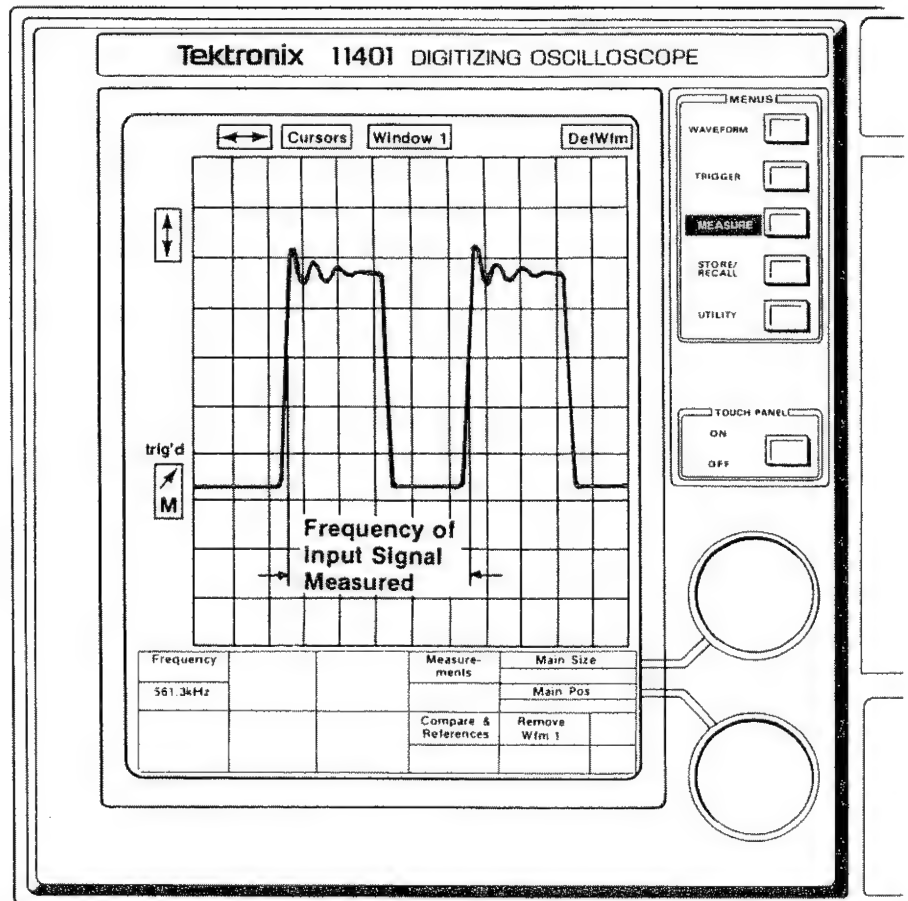 Tektronix 11401 DIGITIZING OSCILLOSCOPE
MENUS
WAVEFORM
TRIGGER
MEASURE
STORE/
RECALL
UTILITY
TOUCH PANEL
ON
OFF
Cursors
Window 1
DefWfm
trig'd
M
Frequency of
Input Signal
Measured
Frequency
561.3kHz
Measure-
ments
Main Size
Main Pos
Compare &
References
Remove
Wfm 1